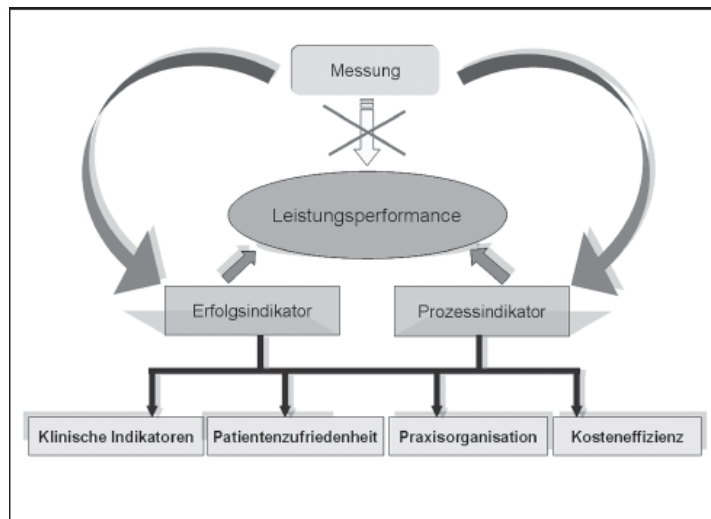 Messung
Leistungsperformance
Erfolgsindikator
Prozessindikator
Klinische Indikatoren
Patientenzufriedenheit
Praxisorganisation
Kosteneffizienz